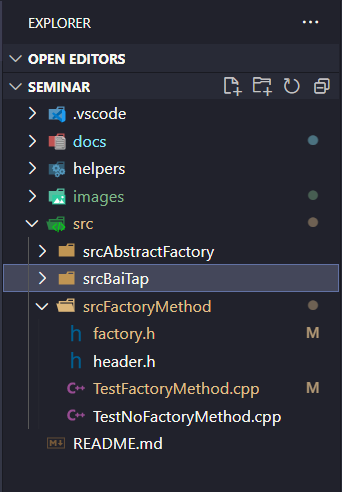 EXPLORER
OPEN EDITORS
SEMINAR
.vscode
docs
helpers
images
src
srcAbstractFactory
srcBaiTap
srcFactoryMethod
factory.h M
header.h
TestFactoryMethod.cpp M
TestNoFactoryMethod.cpp
README.md